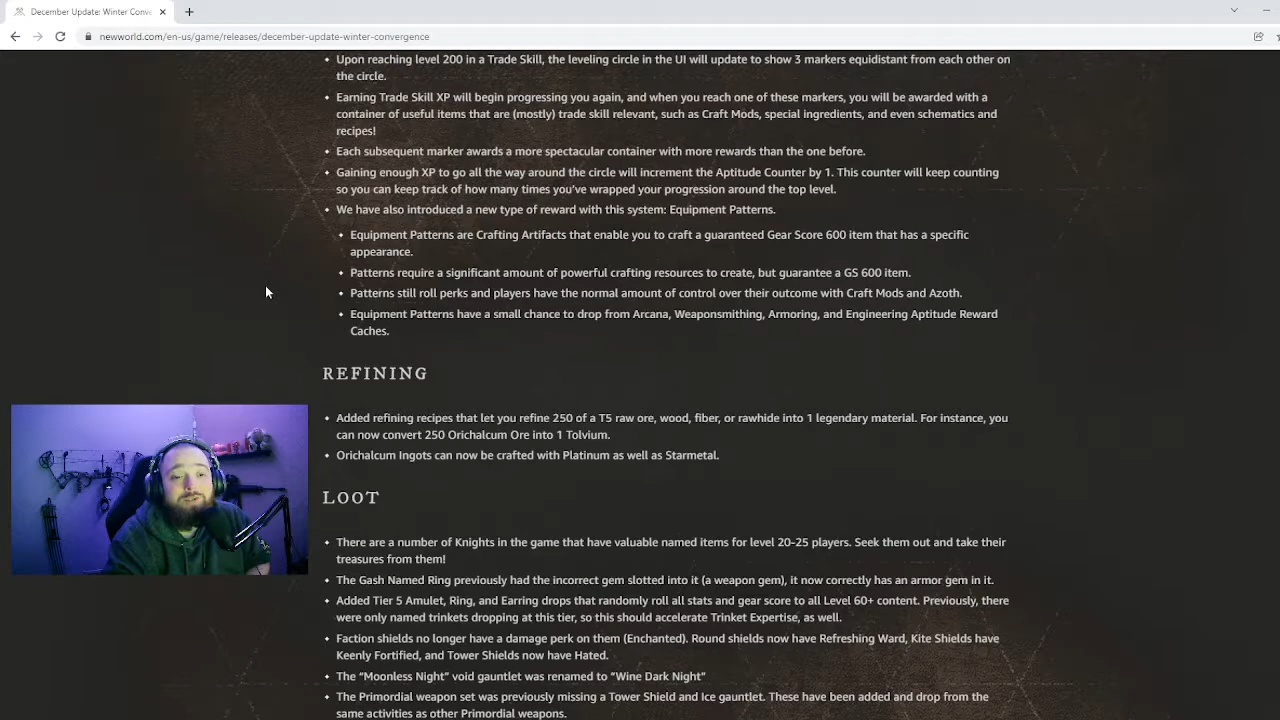 December Update: Winter Conv
newworld.com/en-us/game/releases/december-update-winter-convergence
Upon reaching level 200 in a Trade Skill, the leveling circle in the UI will update to show 3 markers equidistant from each other on
the circle.
Earning Trade Skill XP will begin progressing you again, and when you reach one of these markers, you will be awarded with a
container of useful items that are (mostly) trade skill relevant, such as Craft Mods, special ingredients, and even schematics and
recipes!
Each subsequent marker awards a more spectacular container with more rewards than the one before.
Gaining enough XP to go all the way around the circle will increment the Aptitude Counter by 1. This counter will keep counting
so you can keep track of how many times you've wrapped your progression around the top level.
We have also introduced a new type of reward with this system: Equipment Patterns.
Equipment Patterns are Crafting Artifacts that enable you to craft a guaranteed Gear Score 600 item that has a specific
appearance.
Patterns require a significant amount of powerful crafting resources to create, but guarantee a GS 600 item.
Patterns still roll perks and players have the normal amount of control over their outcome with Craft Mods and Azoth.
Equipment Patterns have a small chance to drop from Arcana, Weaponsmithing, Armoring, and Engineering Aptitude Reward
Caches.
REFINING
Added refining recipes that let you refine 250 of a T5 raw ore, wood, fiber, or rawhide into 1 legendary material. For instance, you
can now convert 250 Orichalcum Ore into 1 Tolvium.
Orichalcum Ingots can now be crafted with Platinum as well as Starmetal.
LOOT
There are a number of Knights in the game that have valuable named items for level 20-25 players. Seek them out and take their
treasures from them!
The Gash Named Ring previously had the incorrect gem slotted into it (a weapon gem), it now correctly has an armor gem in it.
Added Tier 5 Amulet, Ring, and Earring drops that randomly roll all stats and gear score to all Level 60+ content. Previously, there
were only named trinkets dropping at this tier, so this should accelerate Trinket Expertise, as well.
Faction shields no longer have a damage perk on them (Enchanted). Round shields now have Refreshing Ward, Kite Shields have
Keenly Fortified, and Tower Shields now have Hated.
The “Moonless Night” void gauntlet was renamed to “Wine Dark Night”
The Primordial weapon set was previously missing a Tower Shield and Ice gauntlet. These have been added and drop from the
same activities as other Primordial weapons.